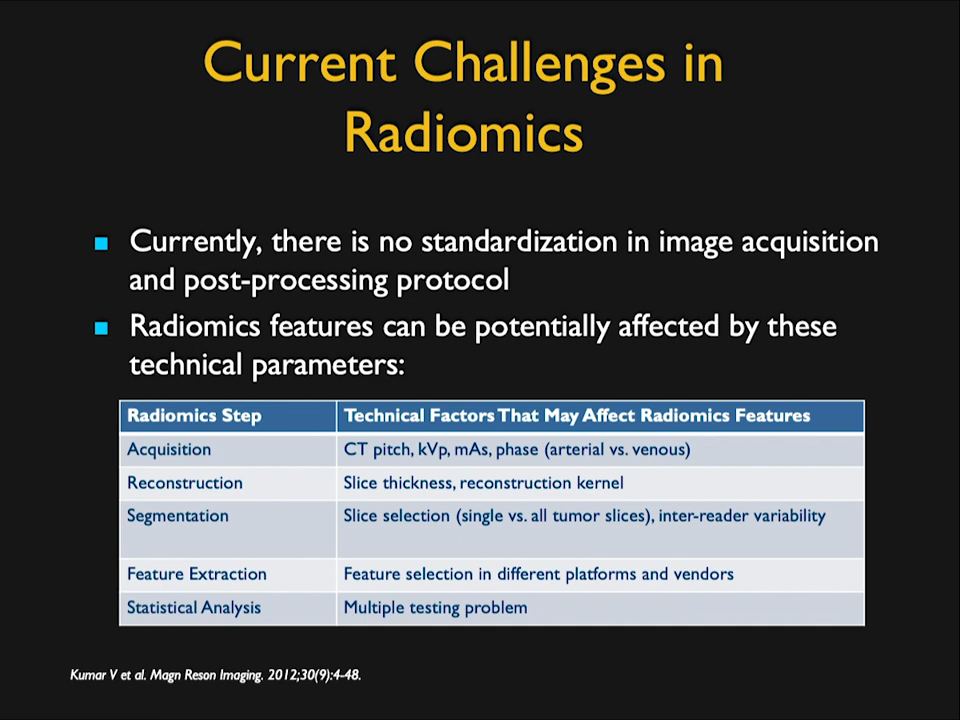 Current Challenges in
Radiomics
Currently, there is no standardization in image acquisition
and post-processing protocol
Radiomics features can be potentially affected by these
technical parameters:
Radiomics Step Technical Factors That May Affect Radiomics Features
Acquisition CT pitch, kVp, mAs, phase (arterial vs. venous)
Reconstruction Slice thickness, reconstruction kernel
Segmentation Slice selection (single vs. all tumor slices), inter-reader variability
Feature Extraction Feature selection in different platforms and vendors
Statistical Analysis Multiple testing problem
Kumar V et al. Magn Reson Imaging. 2012;30(9):4-48.